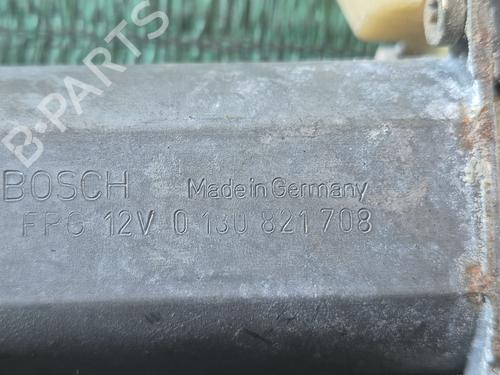 B-PARTS
BOSCH Made in Germany
FPG 12V 0 130 821 708